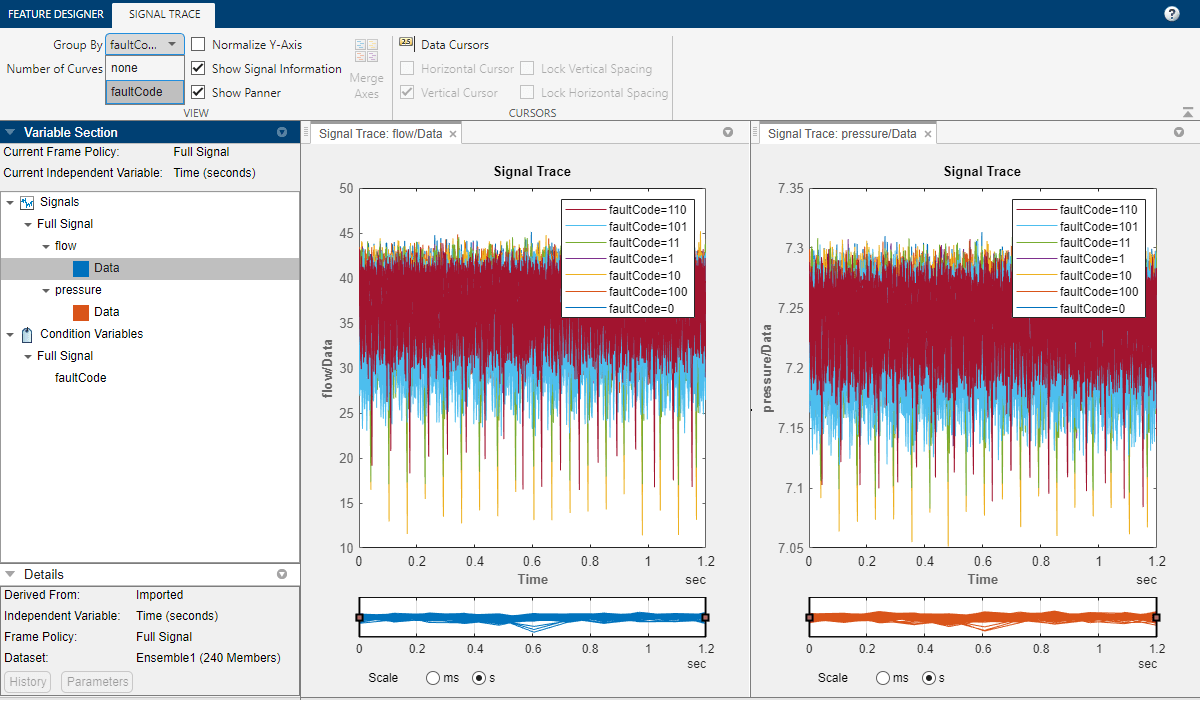 FEATURE DESIGNER SIGNAL TRACE ?
Group By faultCo... Normalize Y-Axis 25 Data Cursors
Number of Curves none Show Signal Information Merge Axes Horizontal Cursor Lock Vertical Spacing
faultCode Show Panner Vertical Cursor Lock Horizontal Spacing
VIEW CURSORS
Variable Section
Current Frame Policy: Full Signal
Current Independent Variable: Time (seconds)
Signals
Full Signal
flow
Data
pressure
Data
Condition Variables
Full Signal
faultCode
Details
Derived From: Imported
Independent Variable: Time (seconds)
Frame Policy: Full Signal
Dataset: Ensemble1 (240 Members)
History Parameters
Signal Trace: flow/Data ×
Signal Trace
50
45
40
35
30
25
20
15
10
flow/Data
faultCode=110
faultCode=101
faultCode=11
faultCode=1
faultCode=10
faultCode=100
faultCode=0
0 0.2 0.4 0.6 0.8 1 1.2
Time sec
0 0.2 0.4 0.6 0.8 1 1.2
sec
Scale ms s
Signal Trace: pressure/Data ×
Signal Trace
7.35
7.3
7.25
7.2
7.15
7.1
7.05
pressure/Data
faultCode=110
faultCode=101
faultCode=11
faultCode=1
faultCode=10
faultCode=100
faultCode=0
0 0.2 0.4 0.6 0.8 1 1.2
Time sec
0 0.2 0.4 0.6 0.8 1 1.2
sec
Scale ms s